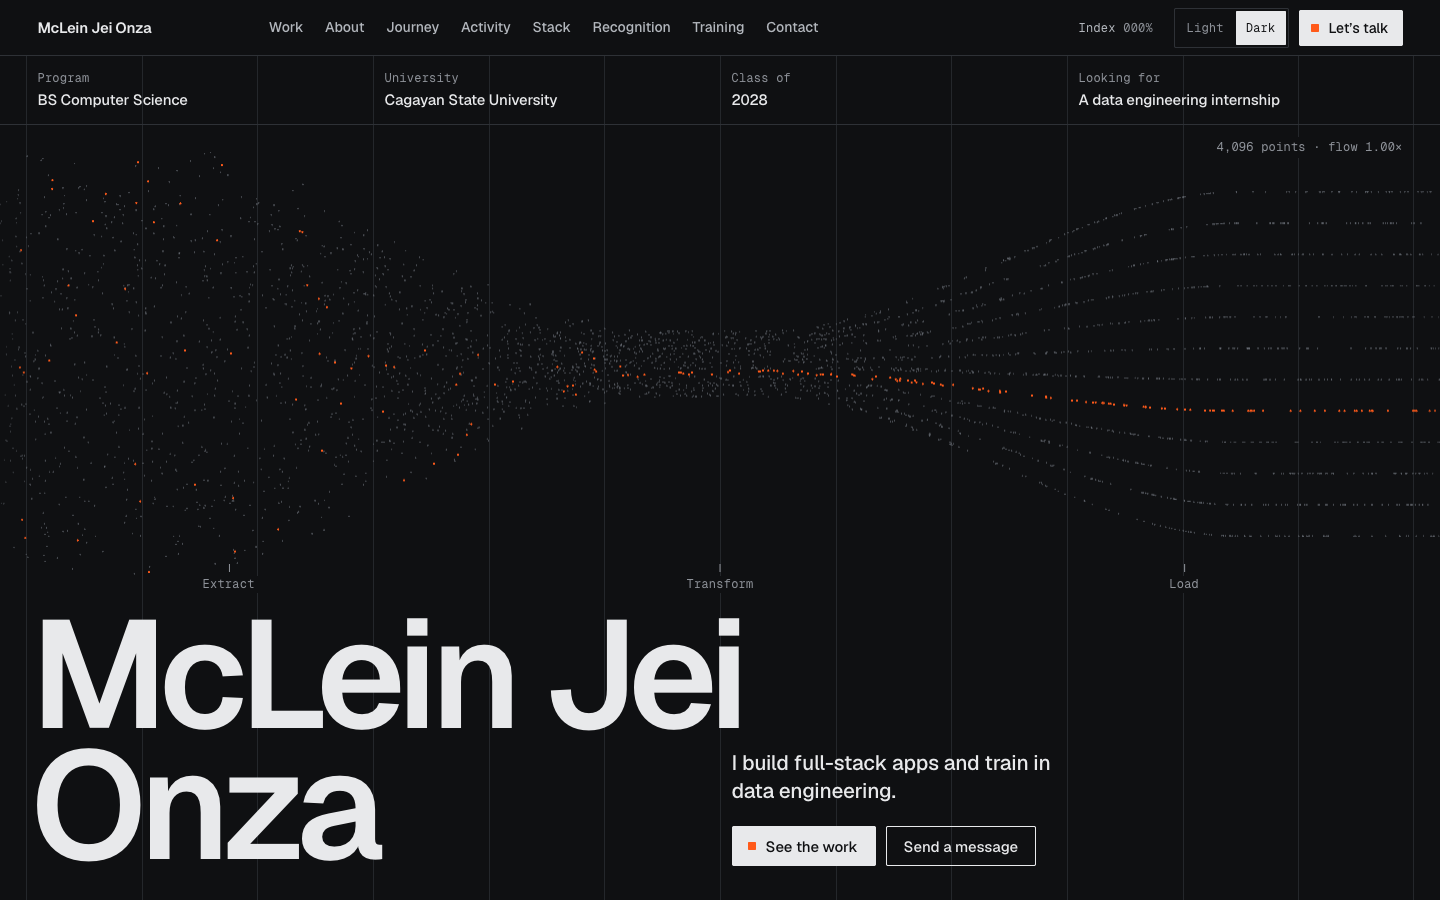 McLein Jei Onza
Work
About
Journey
Activity
Stack
Recognition
Training
Contact
Index 000%
Light
Dark
Let's talk
Program
BS Computer Science
University
Cagayan State University
Class of
2028
Looking for
A data engineering internship
4,096 points · flow 1.00×
Extract
Transform
Load
McLein Jei
Onza
I build full-stack apps and train in
data engineering.
See the work
Send a message